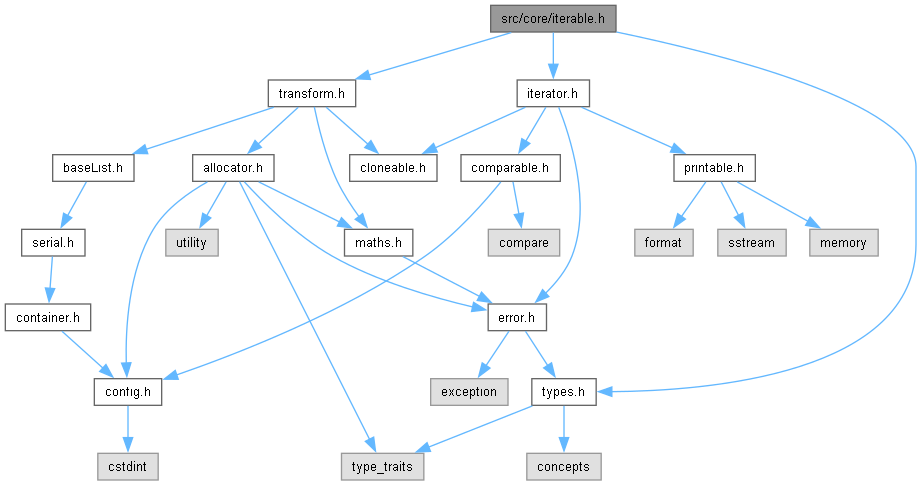 src/core/iterable.h
transform.h
iterator.h
baseList.h
allocator.h
cloneable.h
comparable.h
printable.h
serial.h
utility
maths.h
compare
format
sstream
memory
container.h
error.h
config.h
exception
types.h
cstdint
type_traits
concepts